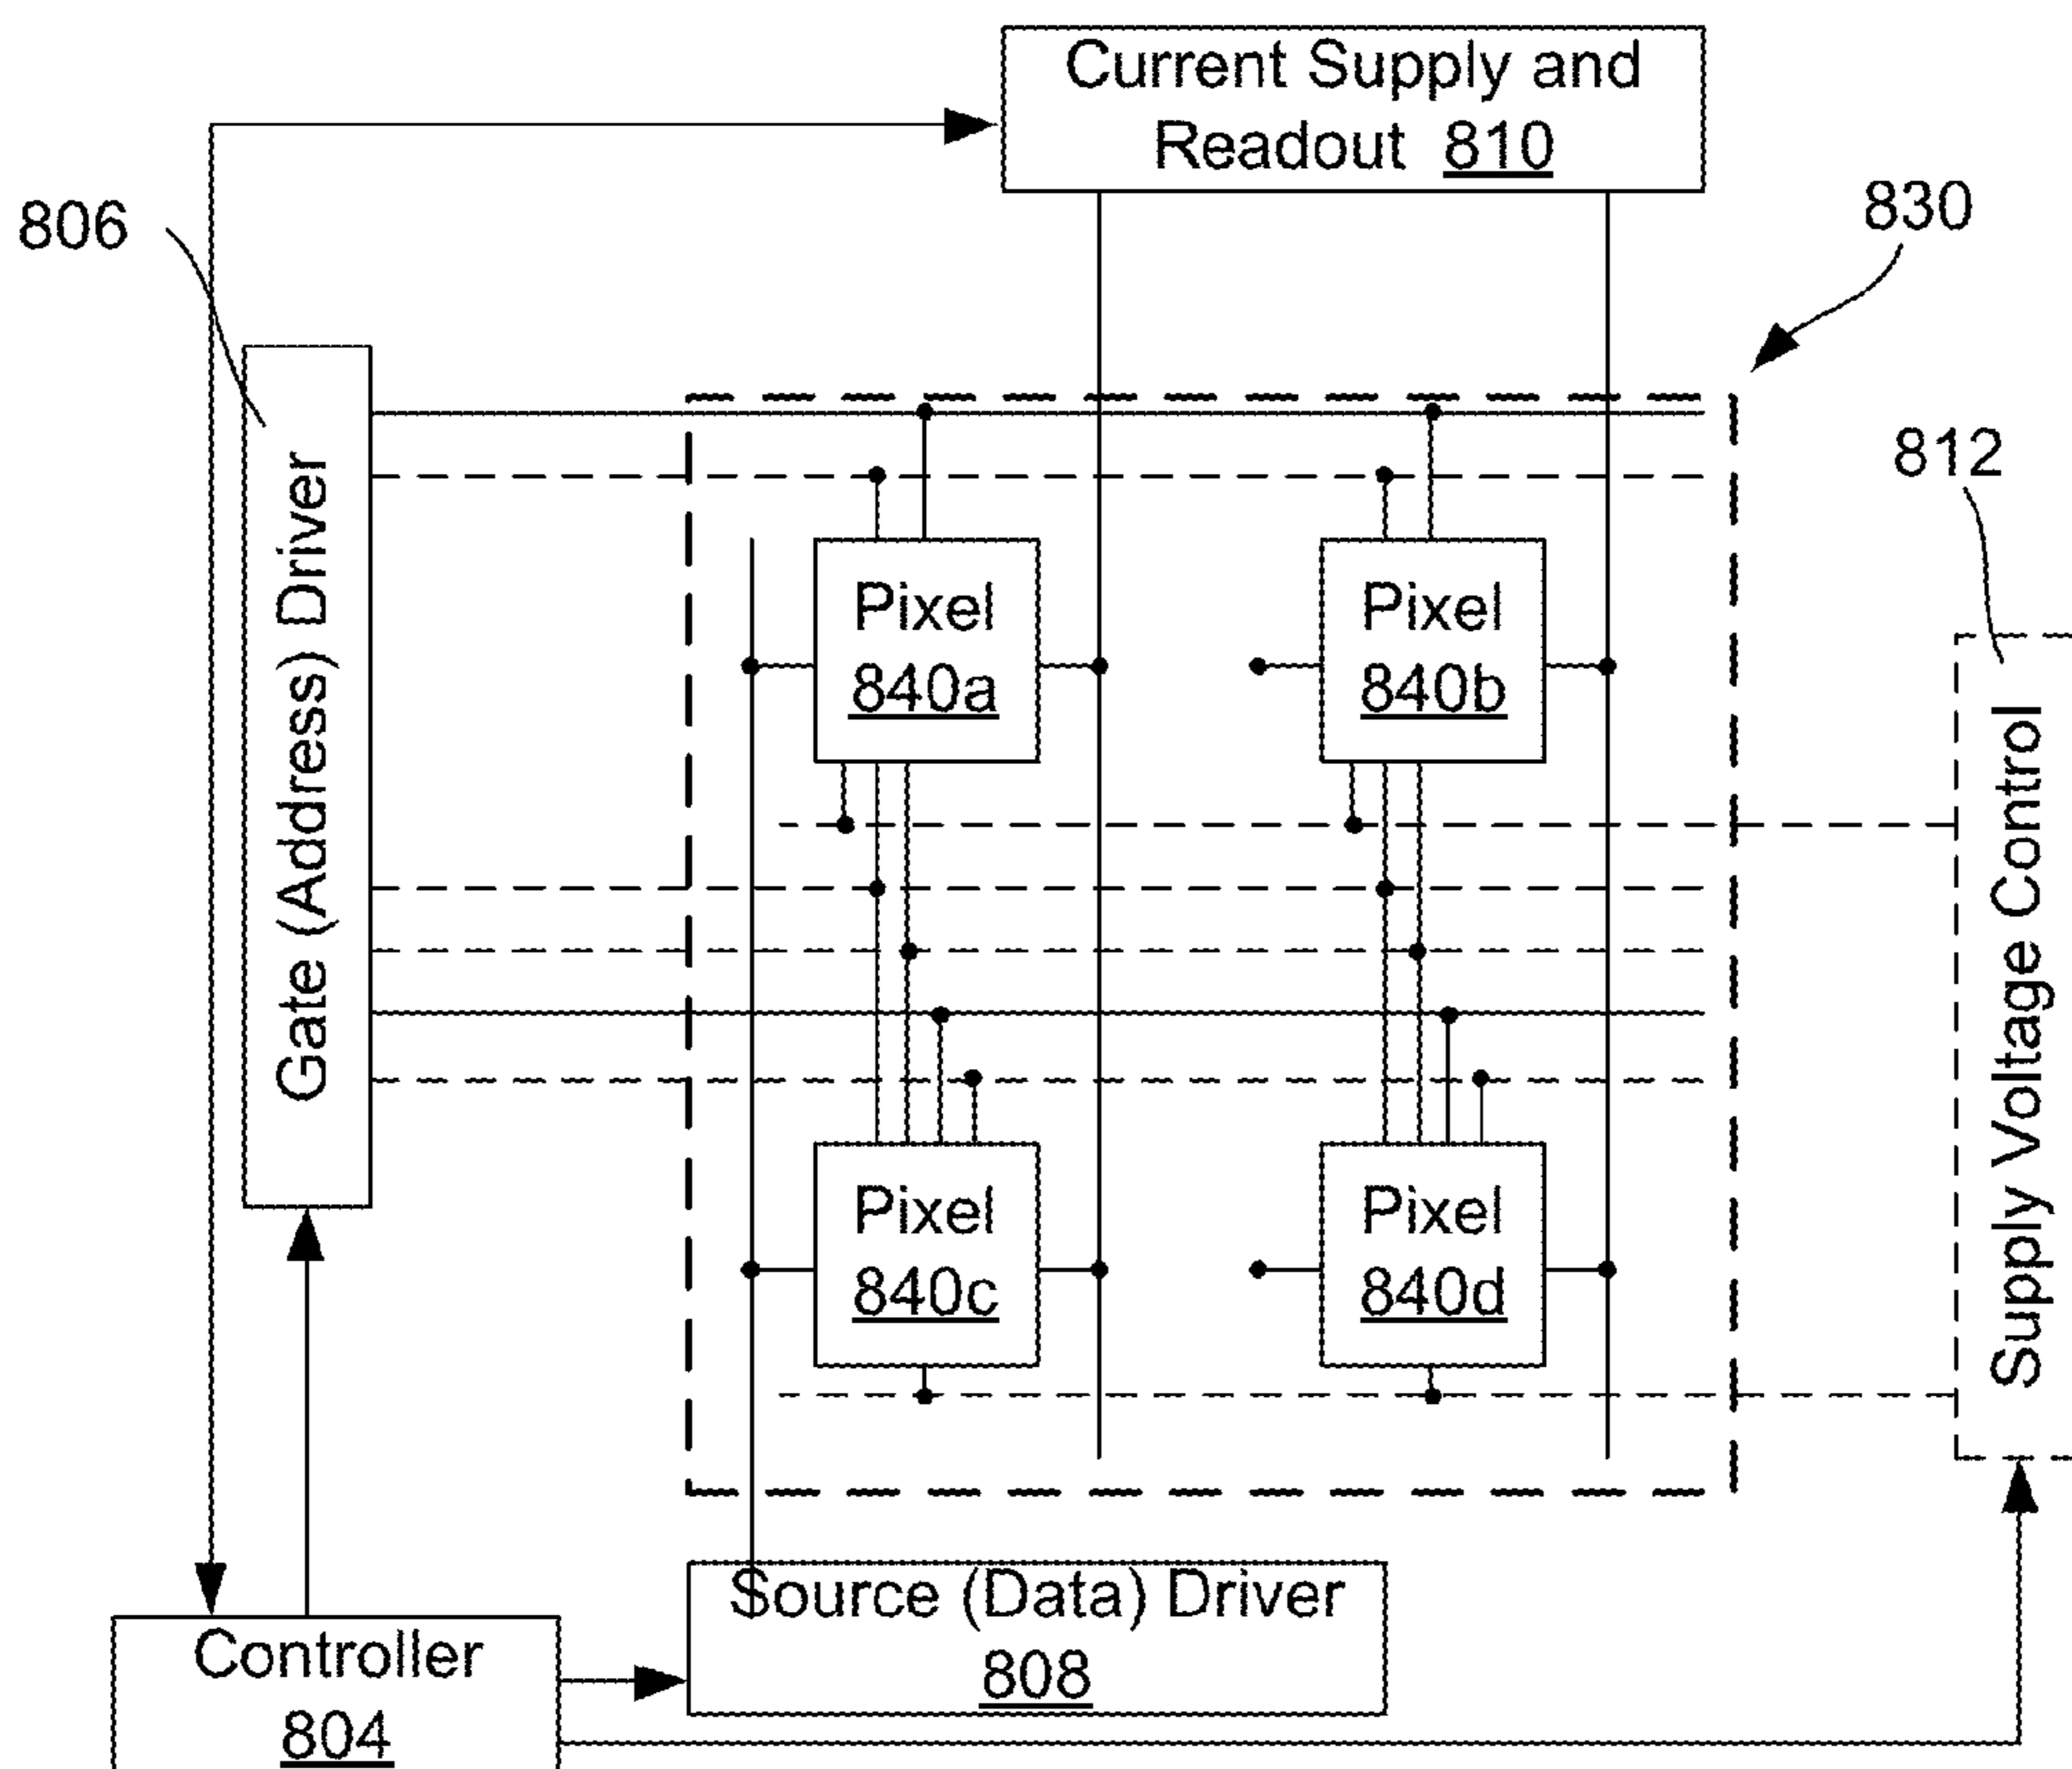 Current Supply and
Readout 810
806
830
812
Gate (Address) Driver
Pixel
840a
Pixel
840b
Supply Voltage Control
Pixel
840c
Pixel
840d
Source (Data) Driver
808
Controller
804